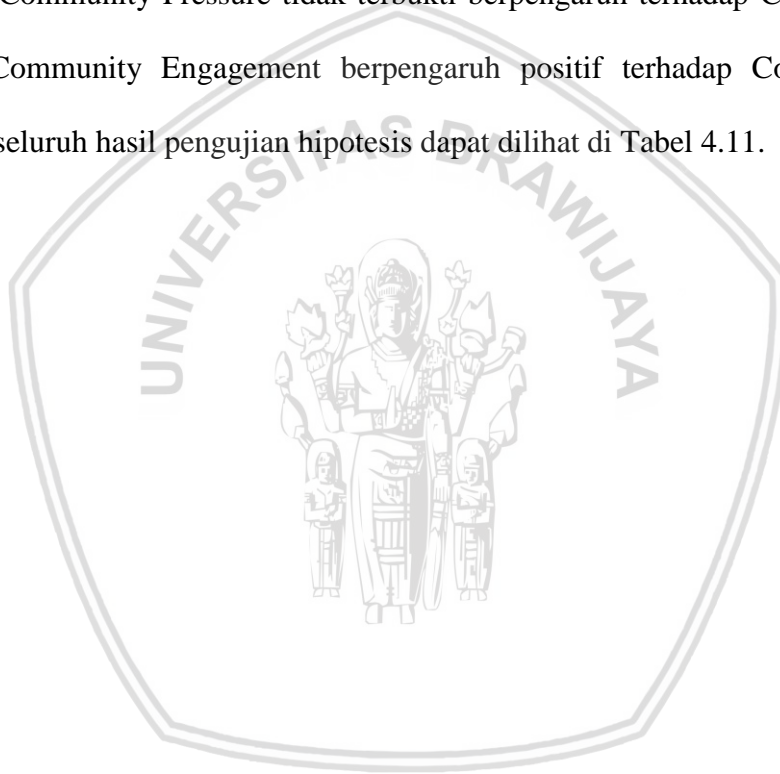 Community Pressure tidak terbukti berpengaruh terhadap C
Community Engagement berpengaruh positif terhadap Co
seluruh hasil pengujian hipotesis dapat dilihat di Tabel 4.11.
UNIVERSITAS BRAWIJAYA